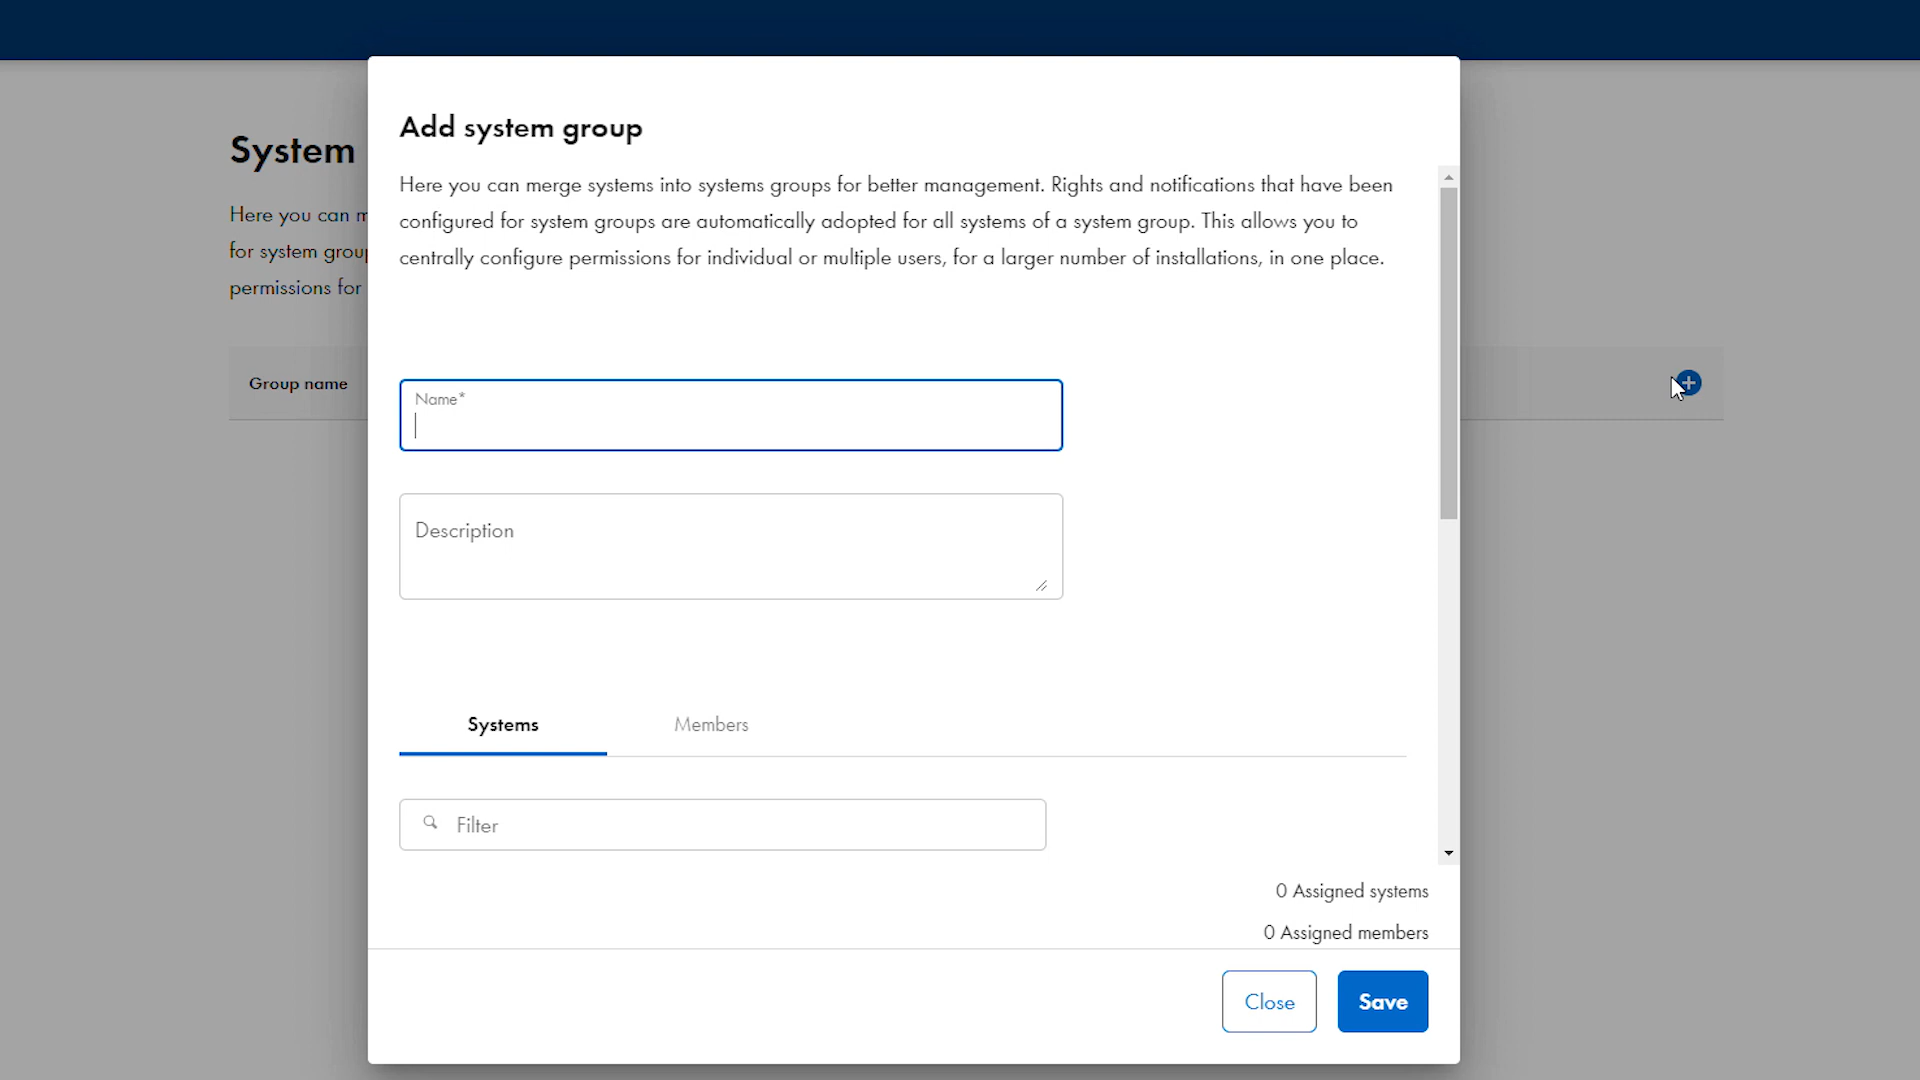 System
Here you can m
for system group
permissions for
Group name
Add system group
Here you can merge systems into systems groups for better management. Rights and notifications that have been
configured for system groups are automatically adopted for all systems of a system group. This allows you to
centrally configure permissions for individual or multiple users, for a larger number of installations, in one place.
Name*
Description
Systems
Members
Filter
0 Assigned systems
0 Assigned members
Close
Save